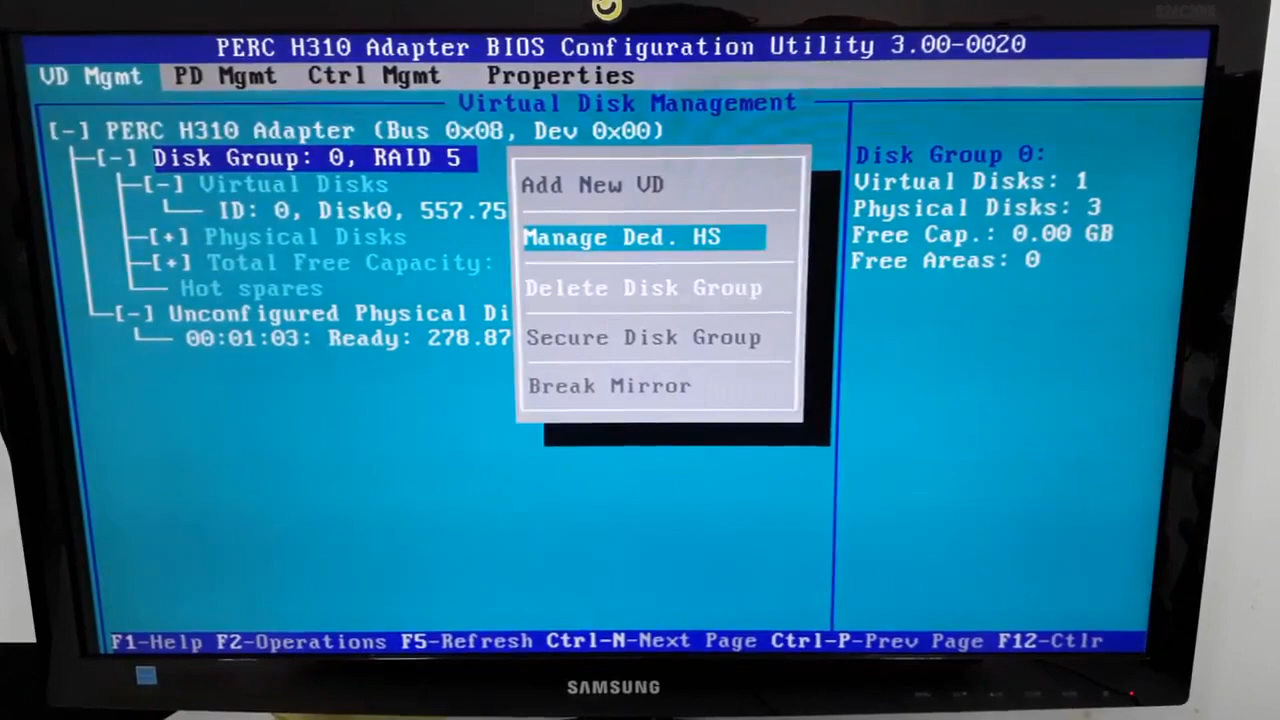 PERC H310 Adapter BIOS Configuration Utility 3.00-0020
VD Mgmt PD Mgmt Ctrl Mgmt Properties
Virtual Disk Management
[-] PERC H310 Adapter (Bus 0x08, Dev 0x00)
[-] Disk Group: 0, RAID 5
[-] Virtual Disks
ID: 0, Disk0, 557.75
[+] Physical Disks
[+] Total Free Capacity:
Hot spares
[-] Unconfigured Physical Di
00:01:03: Ready: 278.87
Add New VD
Manage Ded. HS
Delete Disk Group
Secure Disk Group
Break Mirror
Disk Group 0:
Virtual Disks: 1
Physical Disks: 3
Free Cap.: 0.00 GB
Free Areas: 0
F1-Help F2-Operations F5-Refresh Ctrl-N-Next Page Ctrl-P-Prev Page F12-Ctlr
SAMSUNG